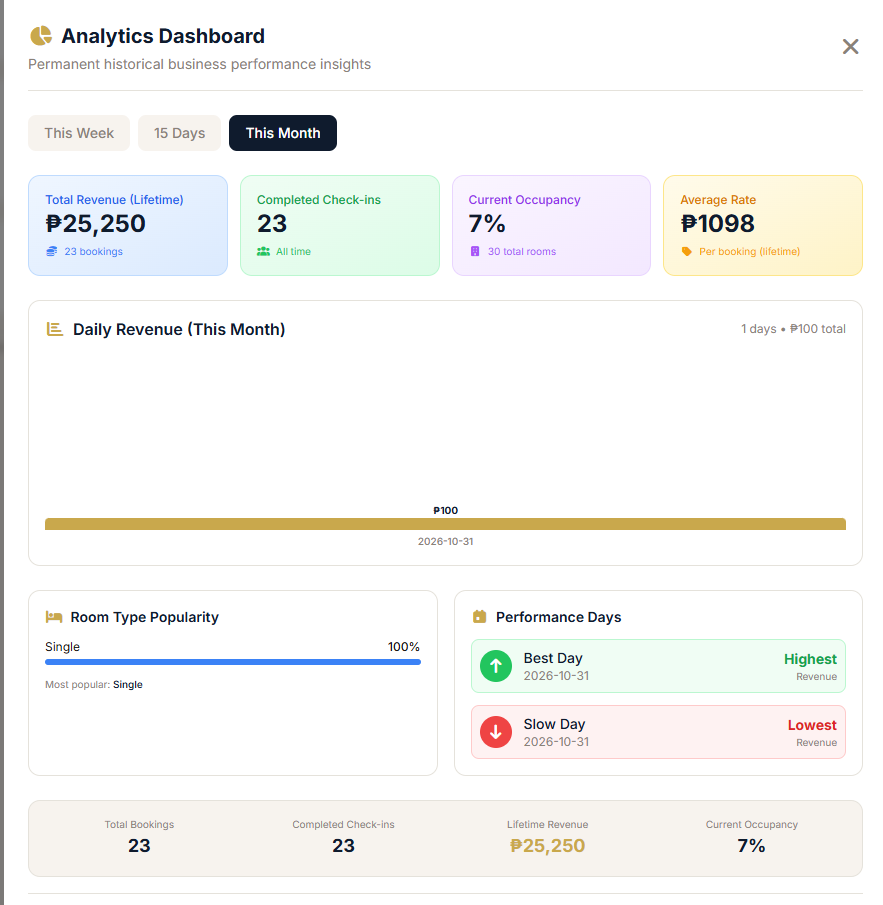 Analytics Dashboard
Permanent historical business performance insights
This Week
15 Days
This Month
Total Revenue (Lifetime)
₱25,250
23 bookings
Completed Check-ins
23
All time
Current Occupancy
7%
30 total rooms
Average Rate
₱1098
Per booking (lifetime)
Daily Revenue (This Month)
1 days • ₱100 total
₱100
2026-10-31
Room Type Popularity
Single 100%
Most popular: Single
Performance Days
Best Day
2026-10-31
Highest
Revenue
Slow Day
2026-10-31
Lowest
Revenue
Total Bookings
23
Completed Check-ins
23
Lifetime Revenue
₱25,250
Current Occupancy
7%